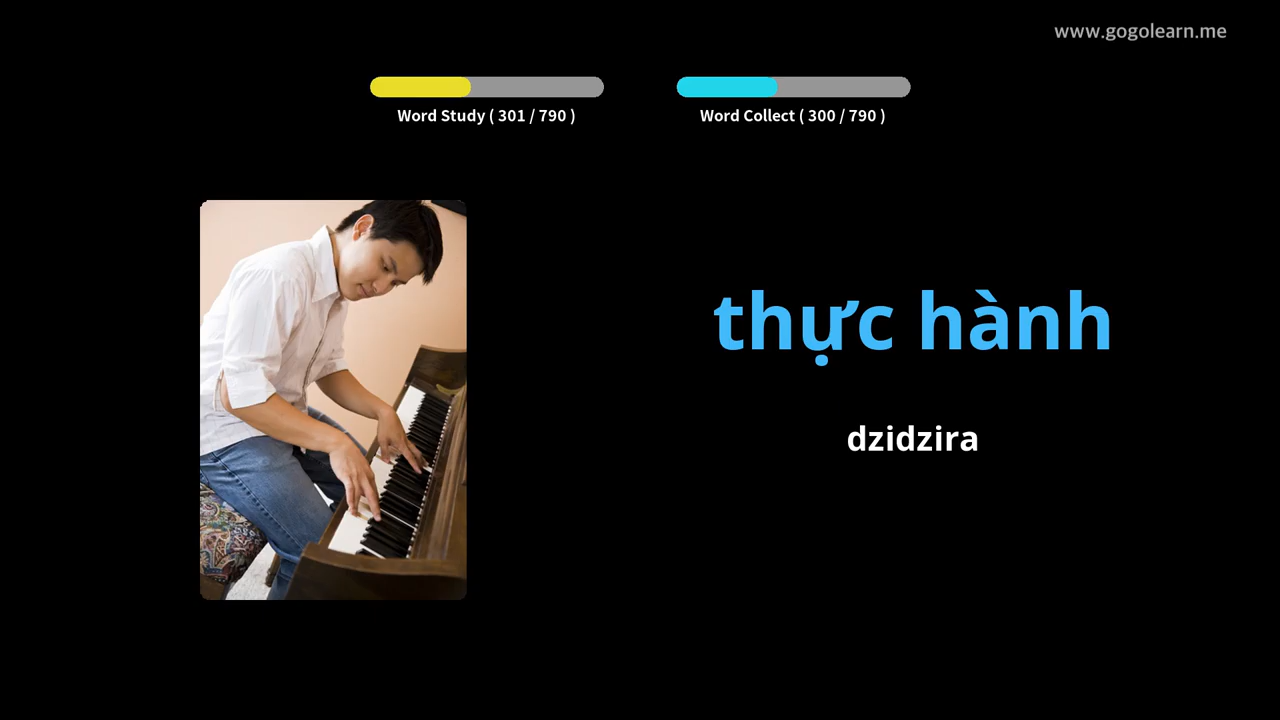 www.gogolearn.me
Word Study ( 301 / 790 )
Word Collect ( 300 / 790 )
thực hành
dzidzira